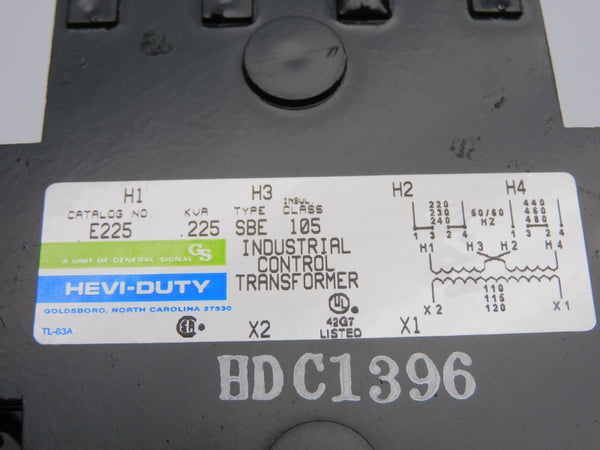 H1 H3 H2 H4
CATALOG NO. KVA TYPE INSUL. CLASS
E225 .225 SBE 105
GS
A UNIT OF GENERAL SIGNAL
HEVI-DUTY
GOLDSBORO, NORTH CAROLINA 27530
TL-63A
INDUSTRIAL
CONTROL
TRANSFORMER
UL
42G7
LISTED
X2 X1
220 50/60 440
230 HZ 460
240 480
1 3 2 4 1 3 2 4
H1 H3 H2 H4
110
X2 115 X1
120
HDC1396